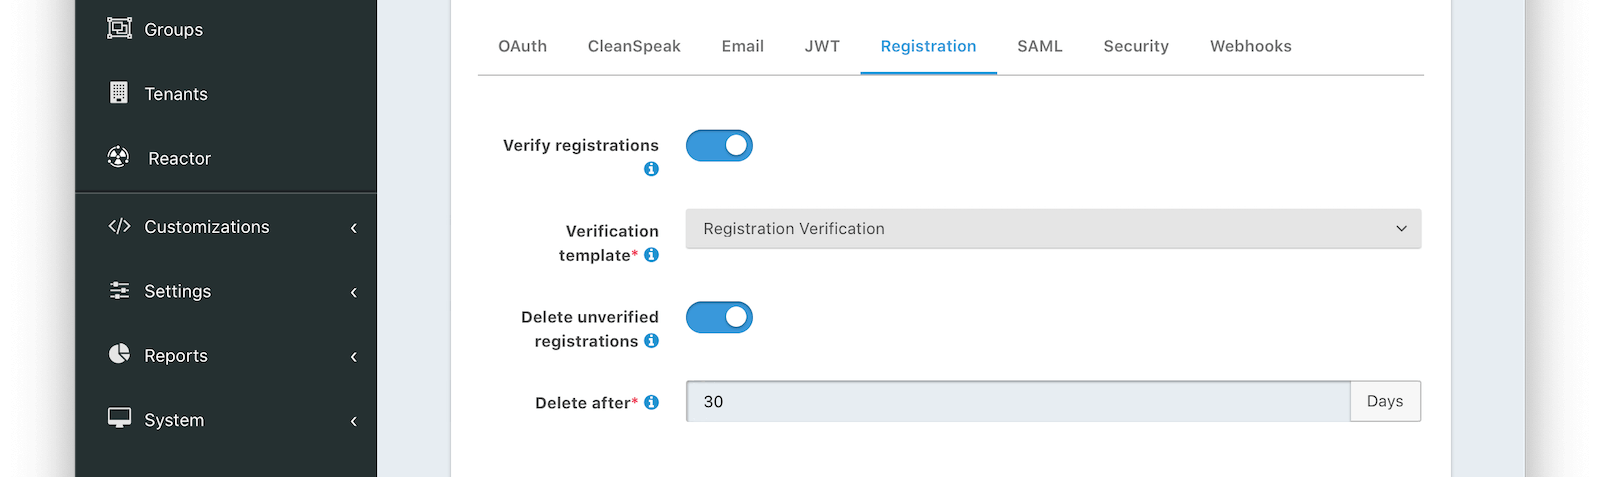 Groups
Tenants
Reactor
Customizations
Settings
Reports
System
OAuth CleanSpeak Email JWT Registration SAML Security Webhooks
Verify registrations
Verification
template*
Registration Verification
Delete unverified
registrations
Delete after*
30
Days